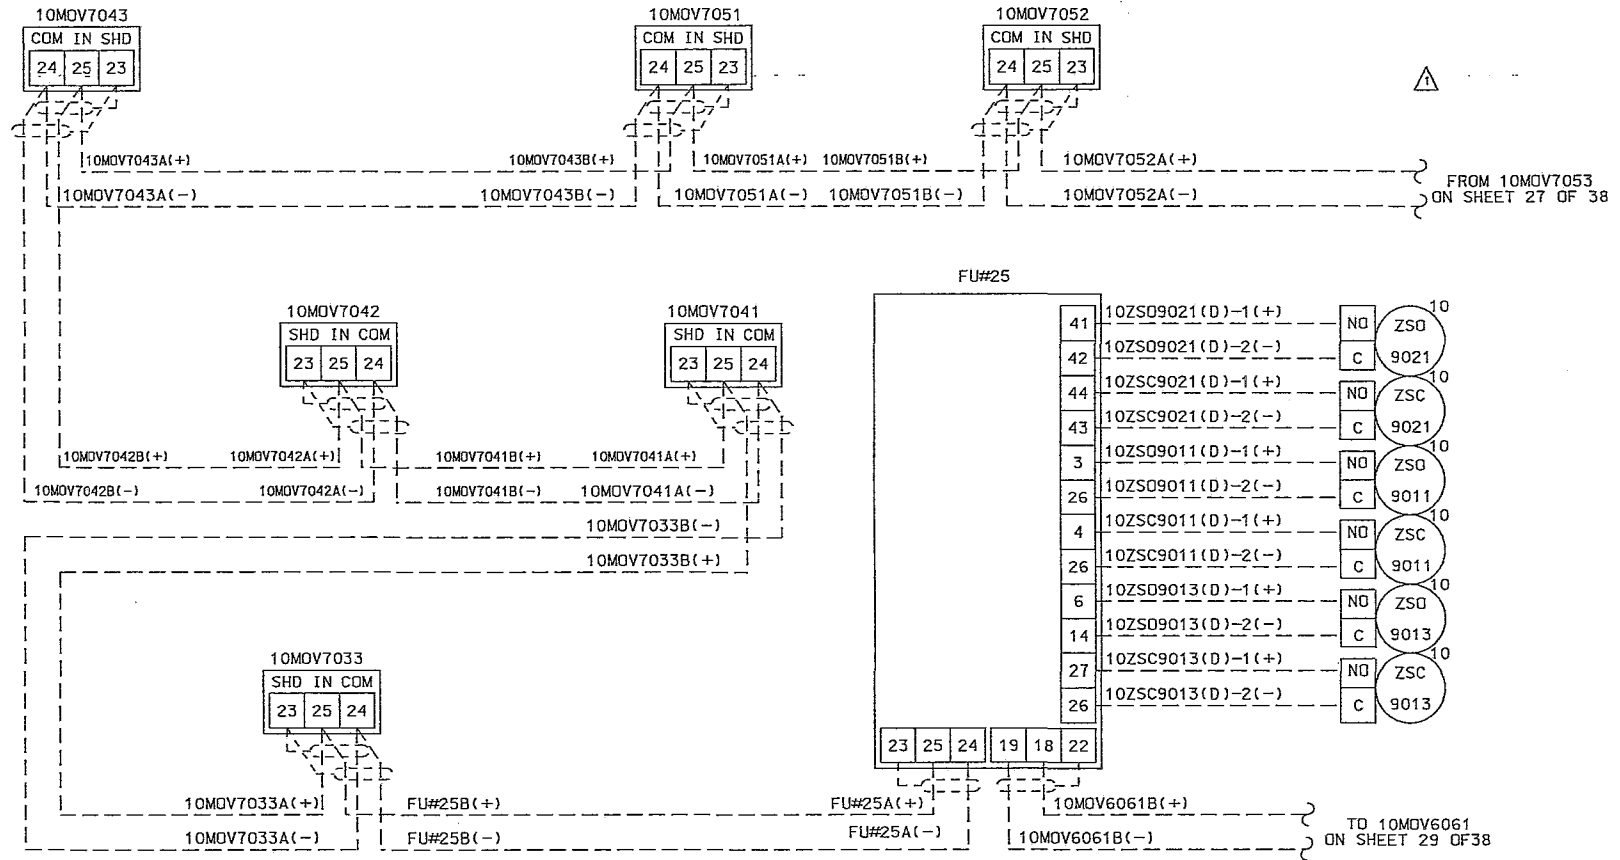 10MOV7043
COM IN SHD
24 25 23
10MOV7051
COM IN SHD
24 25 23
10MOV7052
COM IN SHD
24 25 23
1
10MOV7043A(+)
10MOV7043B(+)
10MOV7051A(+)
10MOV7051B(+)
10MOV7052A(+)
10MOV7043A(-)
10MOV7043B(-)
10MOV7051A(-)
10MOV7051B(-)
10MOV7052A(-)
FROM 10MOV7053
ON SHEET 27 OF 38
10MOV7042
SHD IN COM
23 25 24
10MOV7041
SHD IN COM
23 25 24
10MOV7042B(+)
10MOV7042A(+)
10MOV7041B(+)
10MOV7041A(+)
10MOV7042B(-)
10MOV7042A(-)
10MOV7041B(-)
10MOV7041A(-)
10MOV7033B(-)
10MOV7033B(+)
10MOV7033
SHD IN COM
23 25 24
10MOV7033A(+)
FU#25B(+)
FU#25A(+)
10MOV7033A(-)
FU#25B(-)
FU#25A(-)
FU#25
41 10ZSO9021(D)-1(+) NO
42 10ZSO9021(D)-2(-) C
10
ZSO
9021
44 10ZSC9021(D)-1(+) NO
43 10ZSC9021(D)-2(-) C
10
ZSC
9021
3 10ZSO9011(D)-1(+) NO
26 10ZSO9011(D)-2(-) C
10
ZSO
9011
4 10ZSC9011(D)-1(+) NO
26 10ZSC9011(D)-2(-) C
10
ZSC
9011
6 10ZSO9013(D)-1(+) NO
14 10ZSO9013(D)-2(-) C
10
ZSO
9013
27 10ZSC9013(D)-1(+) NO
26 10ZSC9013(D)-2(-) C
10
ZSC
9013
23 25 24 19 18 22
10MOV6061B(+)
10MOV6061B(-)
TO 10MOV6061
ON SHEET 29 OF38